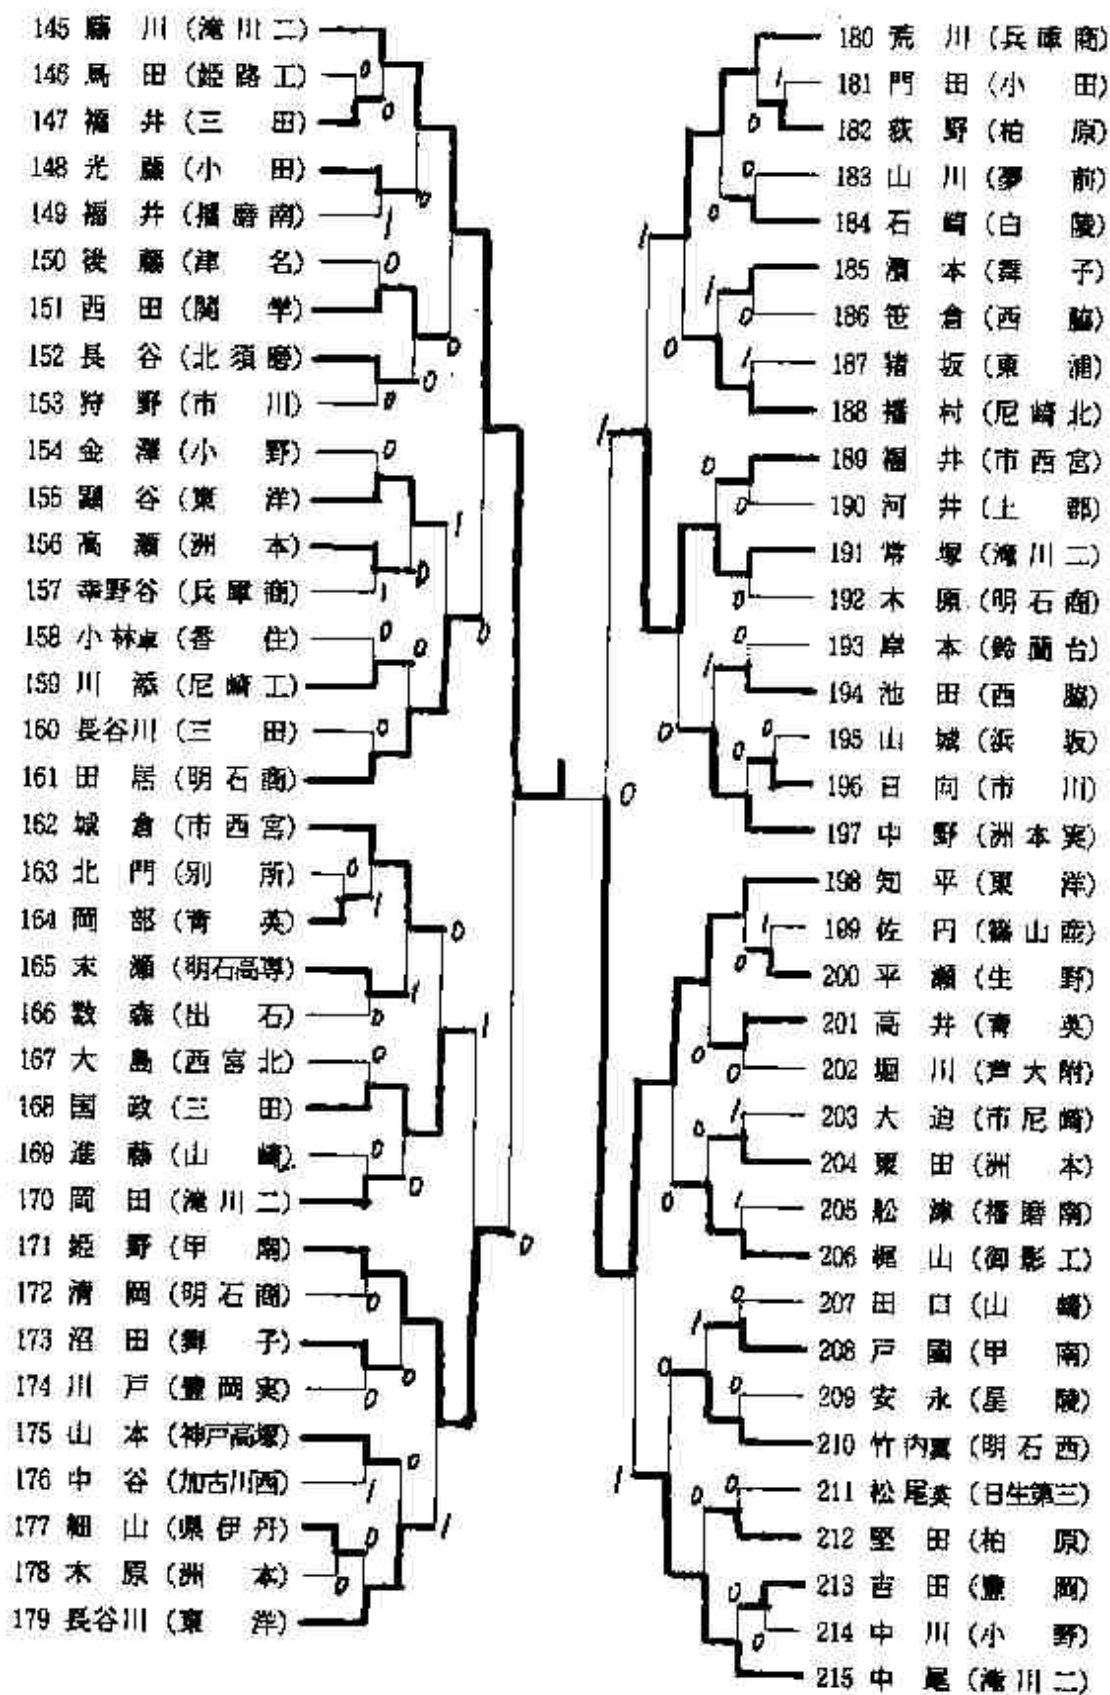 145 藤川 (滝川二)
146 馬田 (姫路工)
147 福井 (三田)
148 光藤 (小田)
149 福井 (播磨南)
150 後藤 (津名)
151 西田 (関学)
152 長谷 (北須磨)
153 狩野 (市川)
154 金澤 (小野)
155 谷 (東洋)
156 高瀬 (洲本)
157 幸野谷 (兵庫商)
158 小林卓 (香住)
159 川添 (尼崎工)
160 長谷川 (三田)
161 田居 (明石商)
162 城倉 (市西宮)
163 北門 (別所)
164 岡部 (育英)
165 末瀬 (明石高専)
166 数森 (出石)
167 大島 (西宮北)
168 国政 (三田)
169 進藤 (山崎)
170 岡田 (滝川二)
171 姫野 (甲南)
172 清岡 (明石商)
173 沼田 (舞子)
174 川戸 (豊岡実)
175 山本 (神戸高塚)
176 中谷 (加古川西)
177 細山 (県伊丹)
178 木原 (洲本)
179 長谷川 (東洋)
180 荒川 (兵庫商)
181 門田 (小田)
182 荻野 (柏原)
183 山川 (夢前)
184 石崎 (白陵)
185 濱本 (舞子)
186 笹倉 (西脇)
187 猪坂 (東浦)
188 播村 (尼崎北)
189 福井 (市西宮)
190 河井 (上郡)
191 常塚 (滝川二)
192 木原 (明石商)
193 岸本 (鈴蘭台)
194 池田 (西脇)
195 山城 (浜坂)
196 日向 (市川)
197 中野 (洲本実)
198 知平 (東洋)
199 佐円 (篠山産)
200 平瀬 (生野)
201 高井 (育英)
202 堀川 (芦大附)
203 大迫 (市尼崎)
204 粟田 (洲本)
205 舩津 (播磨南)
206 梶山 (御影工)
207 田口 (山崎)
208 戸國 (甲南)
209 安永 (星陵)
210 竹内 (明石西)
211 松尾英 (日生第三)
212 堅田 (柏原)
213 吉田 (豊岡)
214 中川 (小野)
215 中尾 (滝川二)